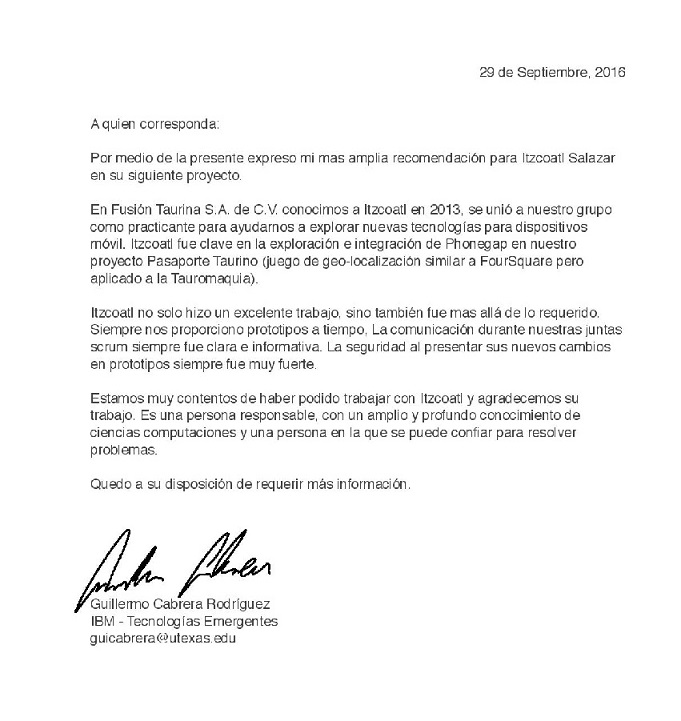 29 de Septiembre, 2016
A quien corresponda:
Por medio de la presente expreso mi mas amplia recomendación para Itzcoatl Salazar
en su siguiente proyecto.
En Fusión Taurina S.A. de C.V. conocimos a Itzcoatl en 2013, se unió a nuestro grupo
como practicante para ayudarnos a explorar nuevas tecnologías para dispositivos
móvil. Itzcoatl fue clave en la exploración e integración de Phonegap en nuestro
proyecto Pasaporte Taurino (juego de geo-localización similar a FourSquare pero
aplicado a la Tauromaquia).
Itzcoatl no solo hizo un excelente trabajo, sino también fue mas allá de lo requerido.
Siempre nos proporciono prototipos a tiempo, La comunicación durante nuestras juntas
scrum siempre fue clara e informativa. La seguridad al presentar sus nuevos cambios
en prototipos siempre fue muy fuerte.
Estamos muy contentos de haber podido trabajar con Itzcoatl y agradecemos su
trabajo. Es una persona responsable, con un amplio y profundo conocimiento de
ciencias computaciones y una persona en la que se puede confiar para resolver
problemas.
Quedo a su disposición de requerir más información.
Guillermo Cabrera Rodríguez
IBM - Tecnologías Emergentes
guicabrera@utexas.edu